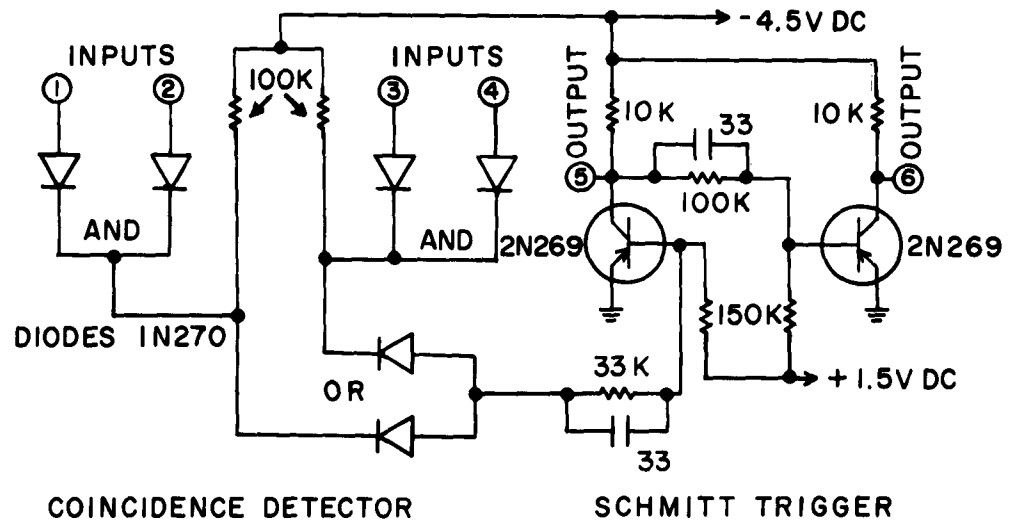 -4.5V DC
INPUTS
1
2
100K
INPUTS
3
4
OUTPUT
5
10K
33
100K
10K
OUTPUT
6
AND
AND
2N269
2N269
DIODES 1N270
150K
+1.5V DC
OR
33K
33
COINCIDENCE DETECTOR
SCHMITT TRIGGER